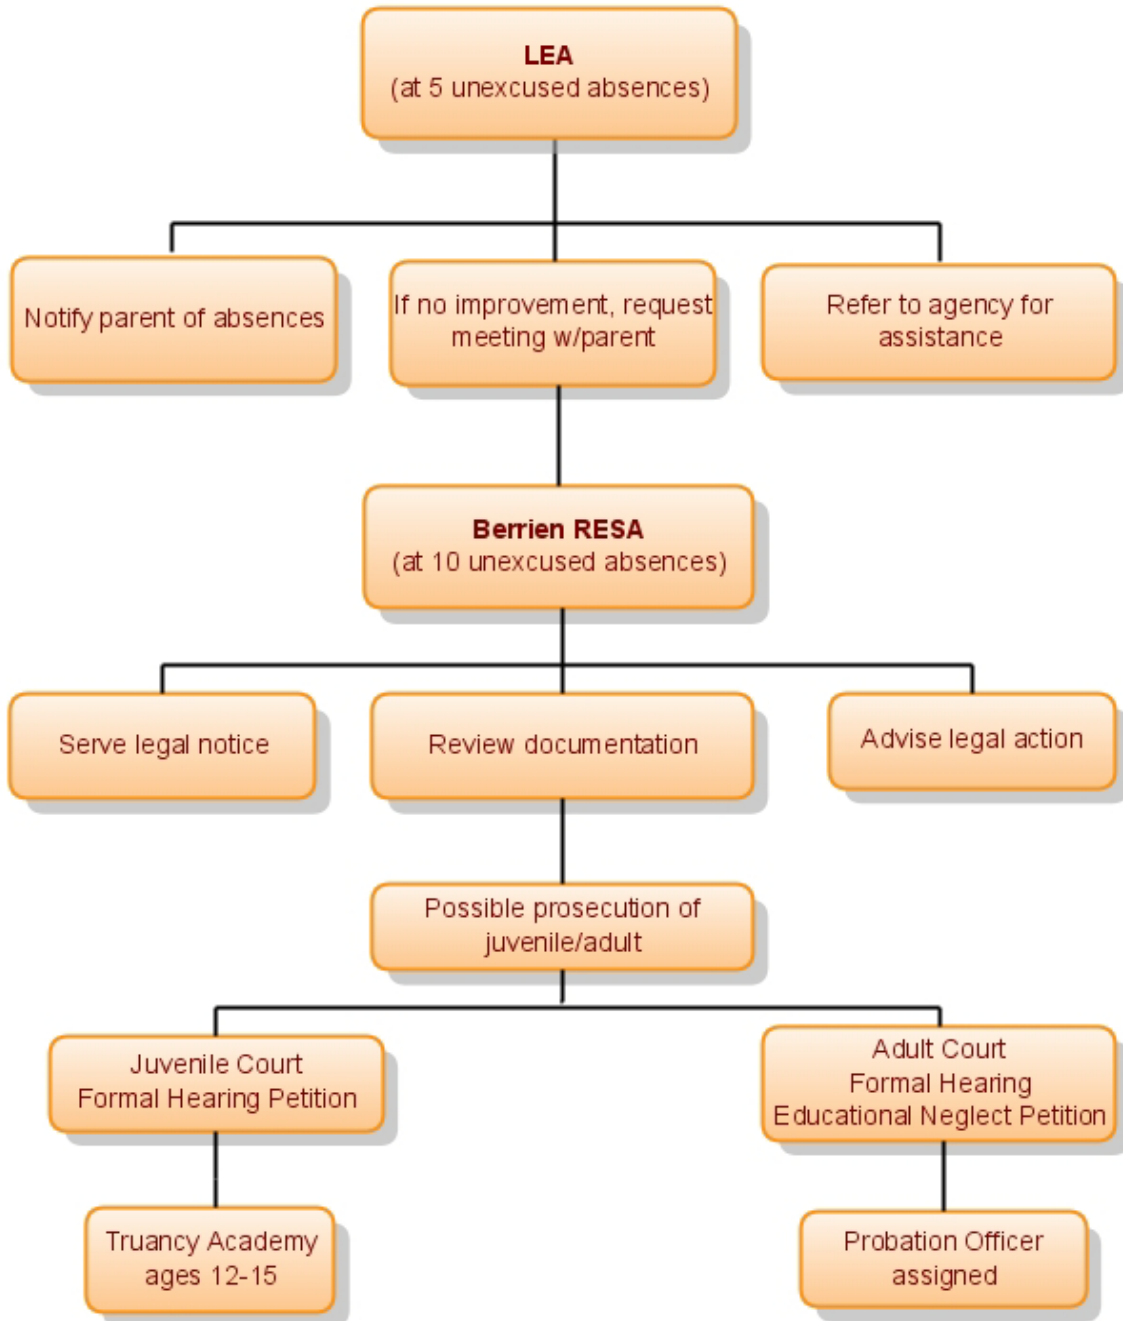 LEA
(at 5 unexcused absences)
Notify parent of absences
If no improvement, request
meeting w/parent
Refer to agency for
assistance
Berrien RESA
(at 10 unexcused absences)
Serve legal notice
Review documentation
Advise legal action
Possible prosecution of
juvenile/adult
Juvenile Court
Formal Hearing Petition
Adult Court
Formal Hearing
Educational Neglect Petition
Truancy Academy
ages 12-15
Probation Officer
assigned